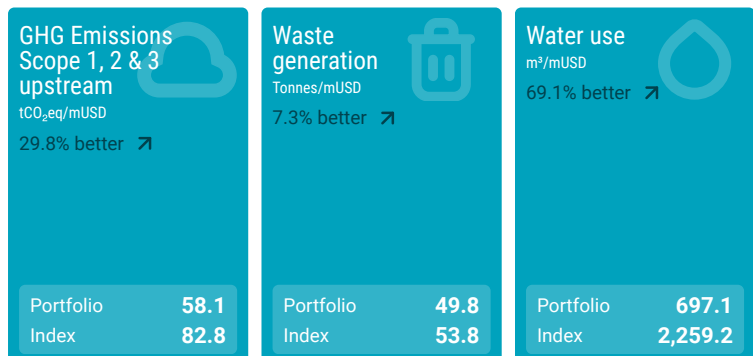 GHG Emissions
Scope 1, 2 & 3
upstream
tCO₂eq/mUSD
29.8% better
Portfolio 58.1
Index 82.8
Waste
generation
Tonnes/mUSD
7.3% better
Portfolio 49.8
Index 53.8
Water use
m³/mUSD
69.1% better
Portfolio 697.1
Index 2,259.2